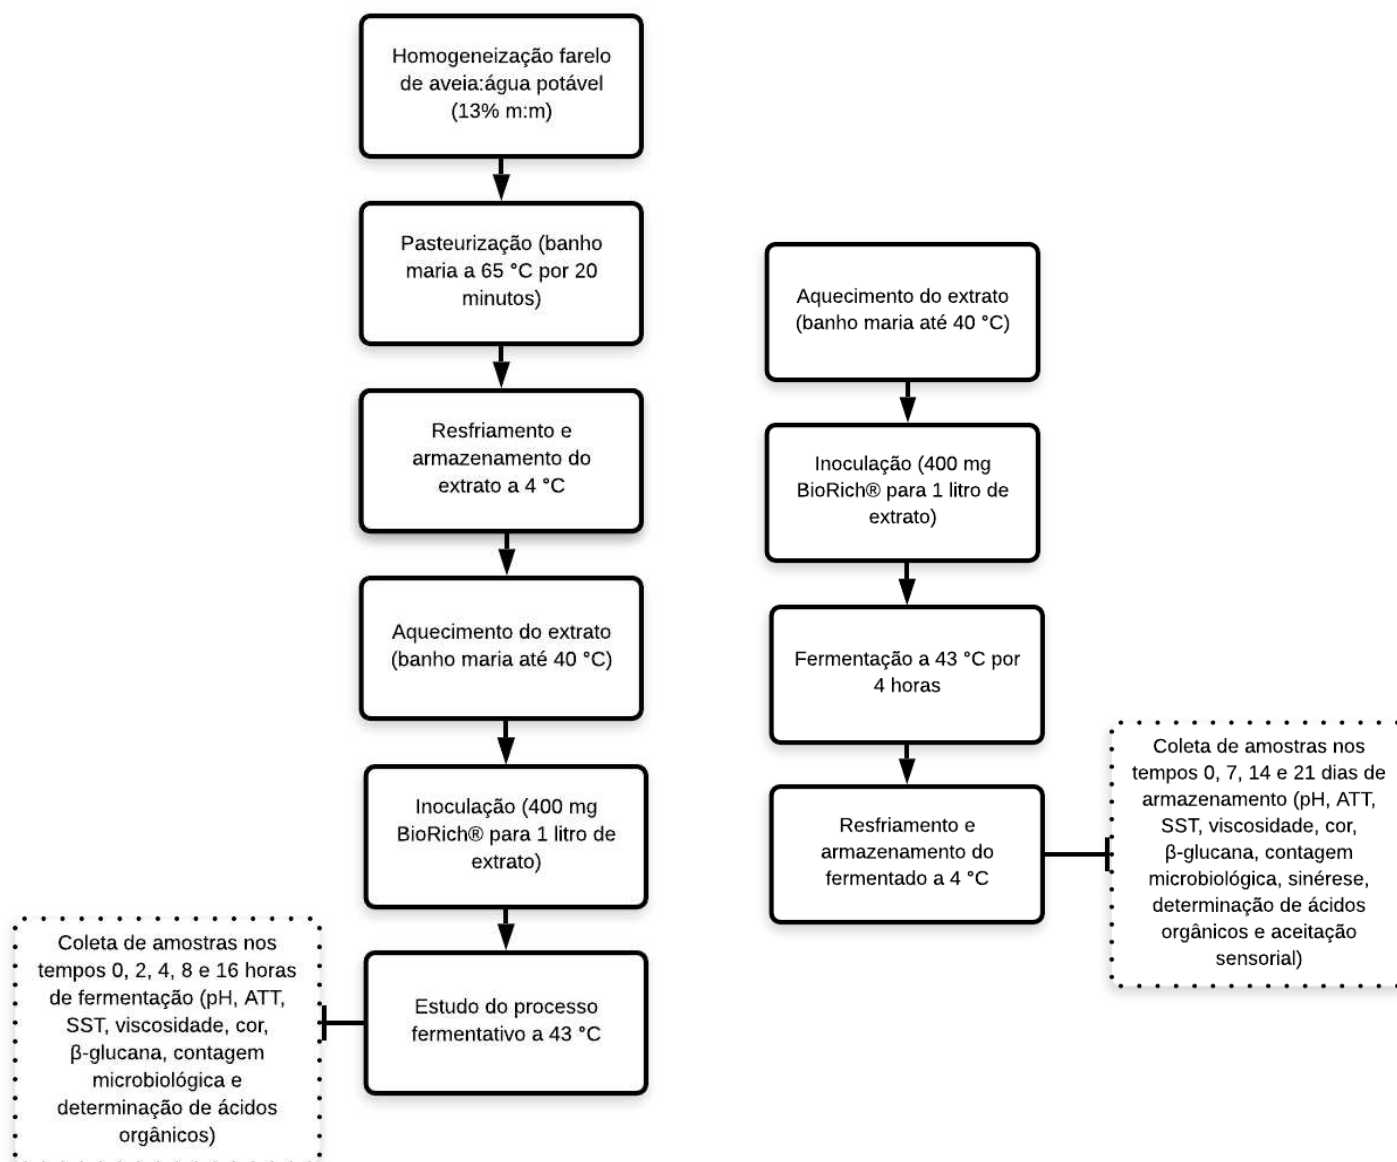 Homogeneização farelo
de aveia:água potável
(13% m:m)
Pasteurização (banho
maria a 65 °C por 20
minutos)
Resfriamento e
armazenamento do
extrato a 4 °C
Aquecimento do extrato
(banho maria até 40 °C)
Inoculação (400 mg
BioRich® para 1 litro de
extrato)
Estudo do processo
fermentativo a 43 °C
Coleta de amostras nos
tempos 0, 2, 4, 8 e 16 horas
de fermentação (pH, ATT,
SST, viscosidade, cor,
β-glucana, contagem
microbiológica e
determinação de ácidos
orgânicos)
Aquecimento do extrato
(banho maria até 40 °C)
Inoculação (400 mg
BioRich® para 1 litro de
extrato)
Fermentação a 43 °C por
4 horas
Resfriamento e
armazenamento do
fermentado a 4 °C
Coleta de amostras nos
tempos 0, 7, 14 e 21 dias de
armazenamento (pH, ATT,
SST, viscosidade, cor,
β-glucana, contagem
microbiológica, sinérese,
determinação de ácidos
orgânicos e aceitação
sensorial)